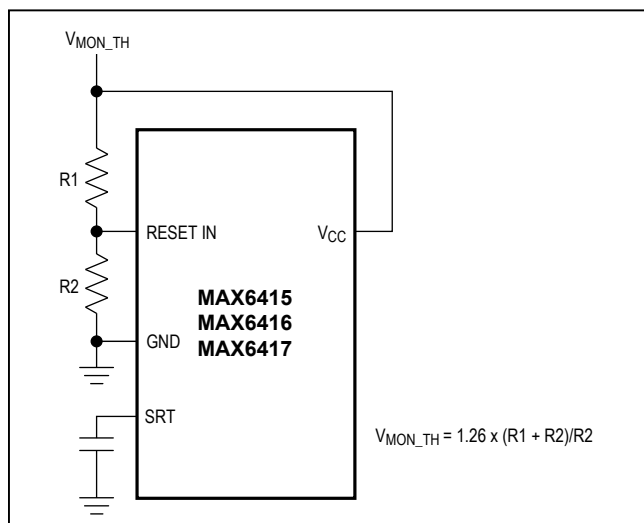 VMON_TH
R1
RESET IN
VCC
R2
MAX6415
MAX6416
MAX6417
GND
SRT
VMON_TH = 1.26 x (R1 + R2)/R2